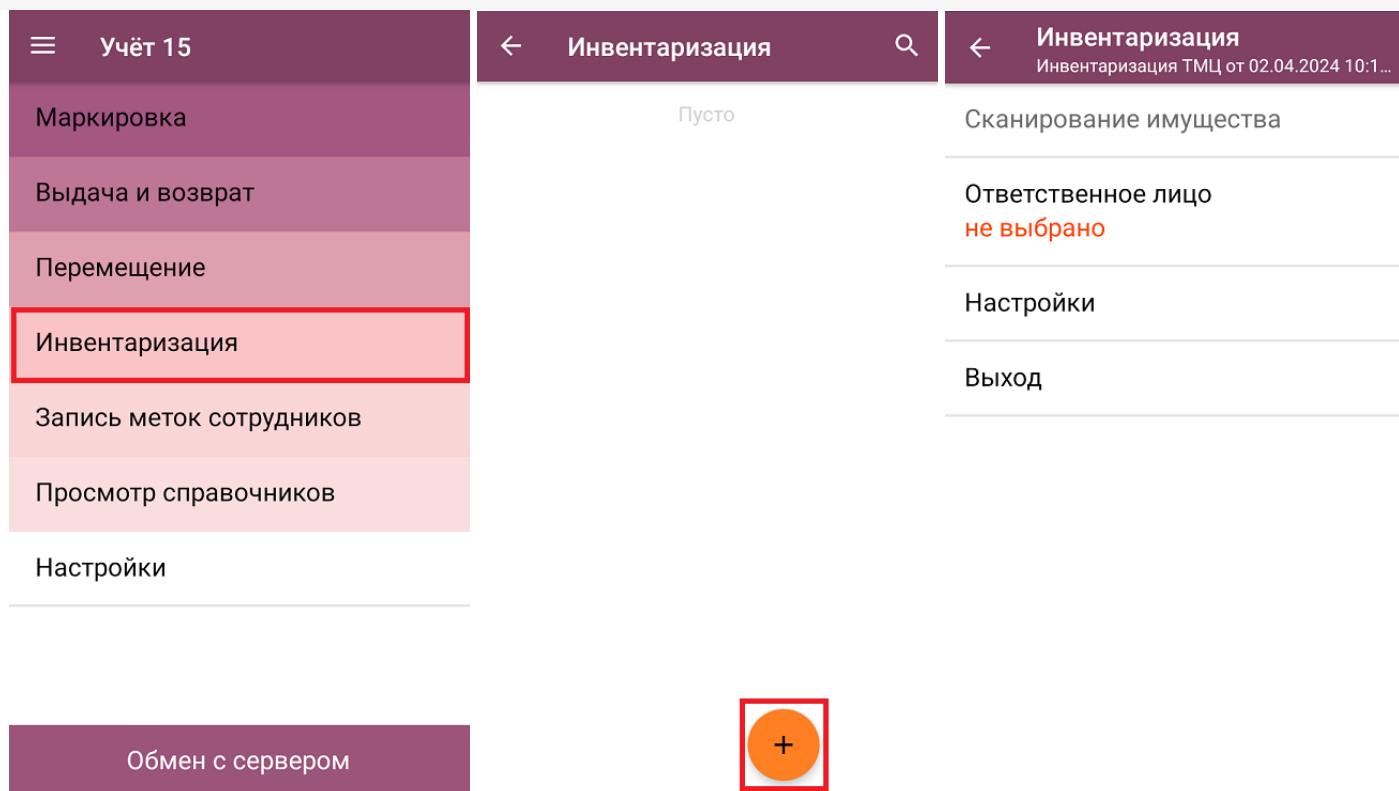 Учёт 15
Маркировка
Выдача и возврат
Перемещение
Инвентаризация
Запись меток сотрудников
Просмотр справочников
Настройки
Обмен с сервером
Инвентаризация
Пусто
+
Инвентаризация
Инвентаризация ТМЦ от 02.04.2024 10:1...
Сканирование имущества
Ответственное лицо
не выбрано
Настройки
Выход